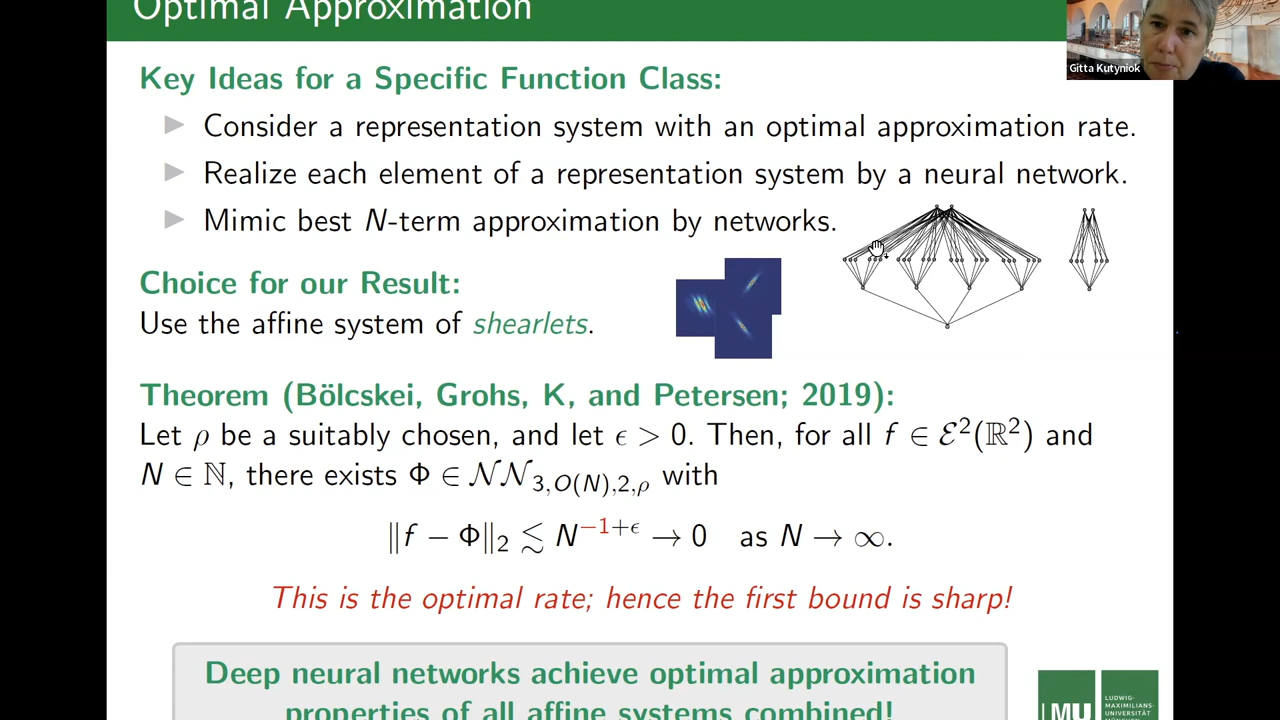 Optimal Approximation
Gitta Kutyniok
Key Ideas for a Specific Function Class:
Consider a representation system with an optimal approximation rate.
Realize each element of a representation system by a neural network.
Mimic best N-term approximation by networks.
Choice for our Result:
Use the affine system of shearlets.
Theorem (Bölcskei, Grohs, K, and Petersen; 2019):
Let ρ be a suitably chosen, and let ϵ > 0. Then, for all f ∈ ℰ²(ℝ²) and
N ∈ ℕ, there exists Φ ∈ 𝒩𝒩₃,O(N),2,ρ with
‖f − Φ‖₂ ≲ N⁻¹⁺ϵ → 0 as N → ∞.
This is the optimal rate; hence the first bound is sharp!
Deep neural networks achieve optimal approximation
properties of all affine systems combined!
LMU
LUDWIG-
MAXIMILIANS-
UNIVERSITÄT
MÜNCHEN